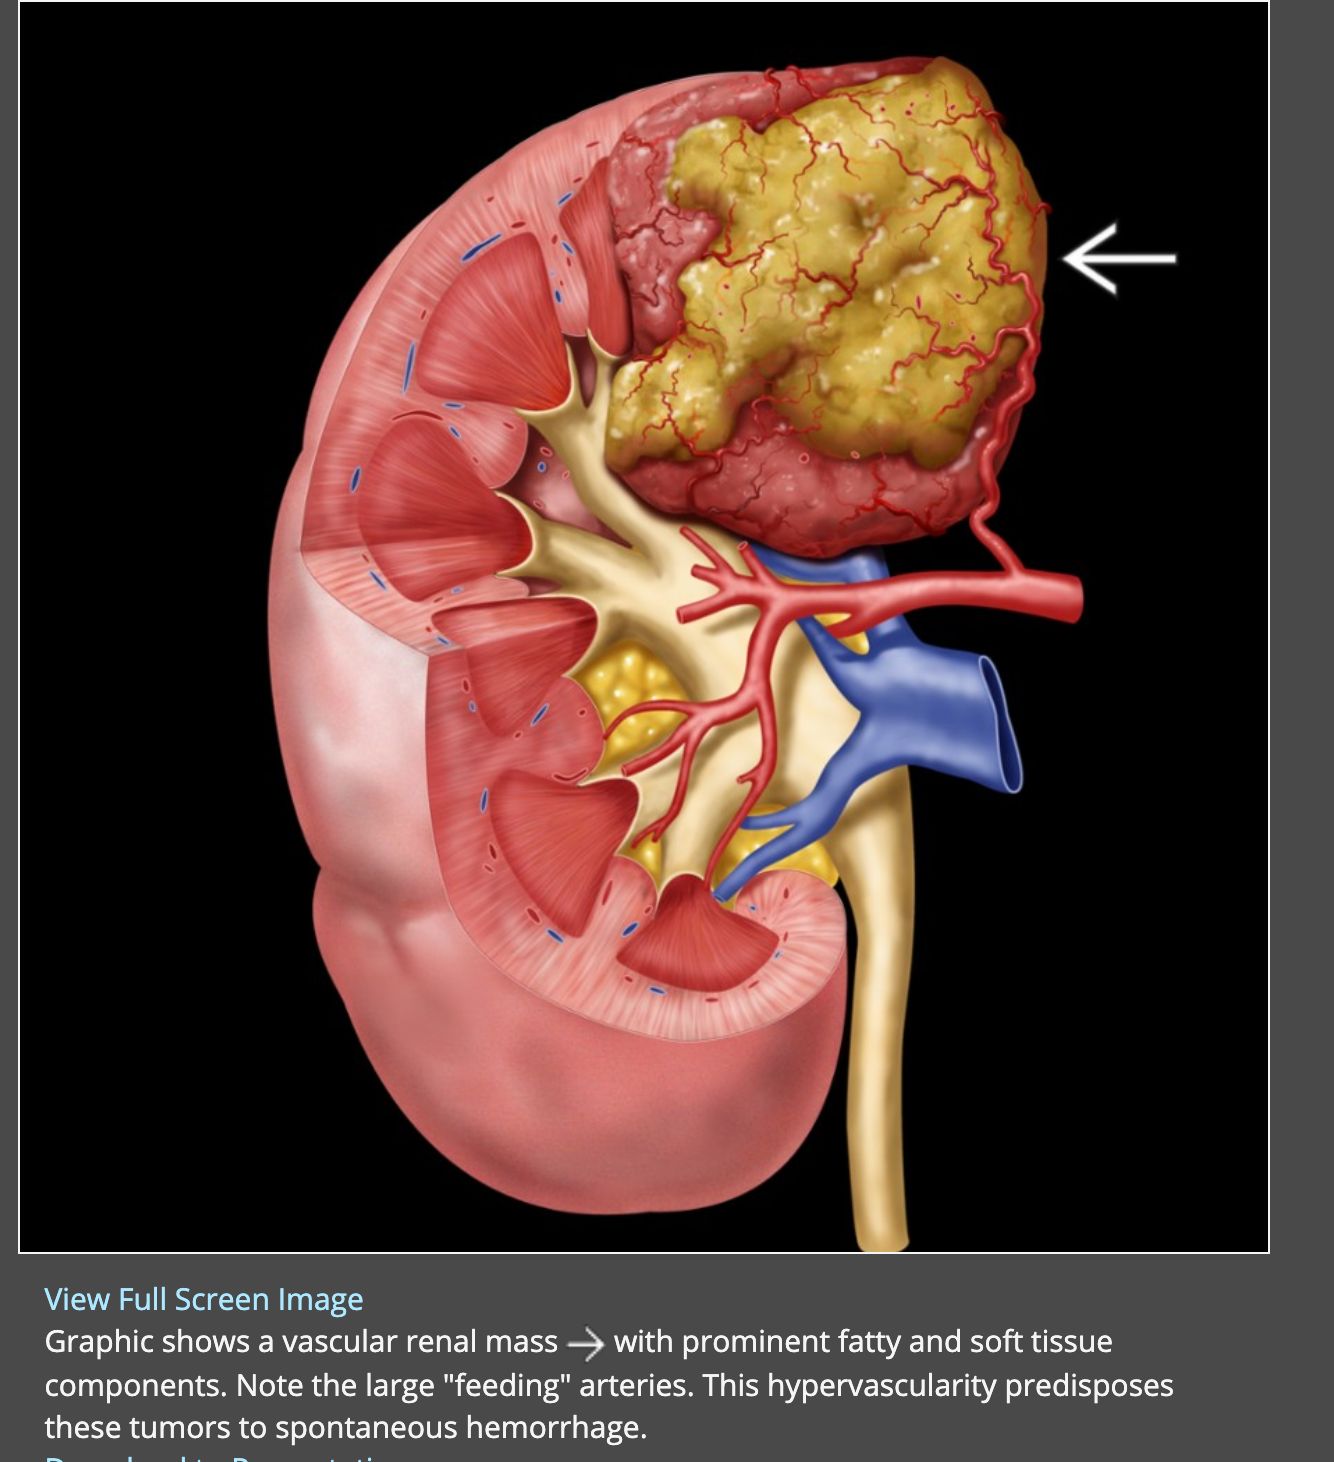 View Full Screen Image
Graphic shows a vascular renal mass → with prominent fatty and soft tissue
components. Note the large "feeding" arteries. This hypervascularity predisposes
these tumors to spontaneous hemorrhage.